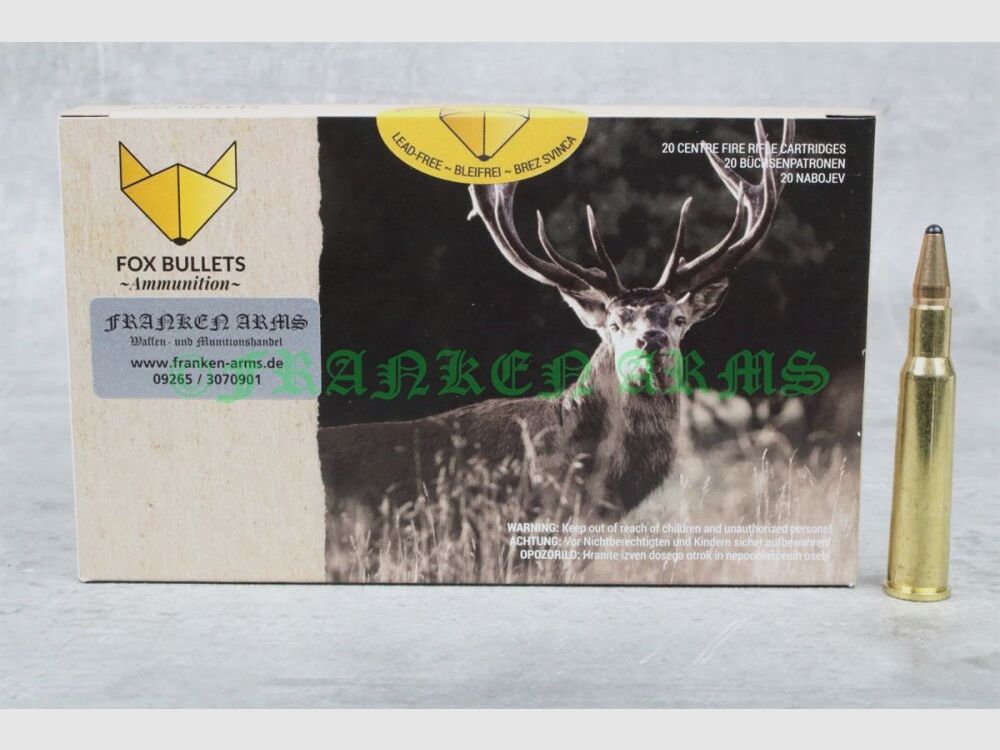 LEAD-FREE ~ BLEIFREI ~ BREZ SVINCA
20 CENTRE FIRE RIFLE CARTRIDGES
20 BÜCHSENPATRONEN
20 NABOJEV
FOX BULLETS
~Ammunition~
FRANKEN ARMS
Waffen- und Munitionshandel
www.franken-arms.de
09265 / 3070901
©FRANKEN ARMS
WARNING: Keep out of reach of children and unauthorized persons!
ACHTUNG: Vor Nichtberechtigten und Kindern sicher aufbewahren!
OPOZORILO: Hranite izven dosega otrok in nepooblaščenih oseb!